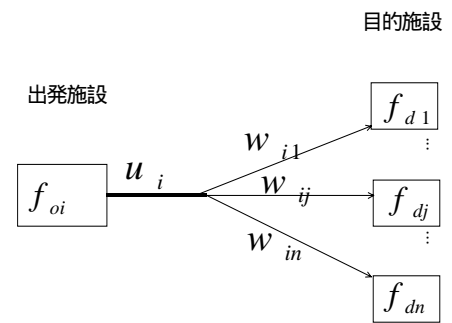 目的施設
出発施設
f d 1
⋮
w i1
u i
w ij
f oi
f dj
⋮
w in
f dn